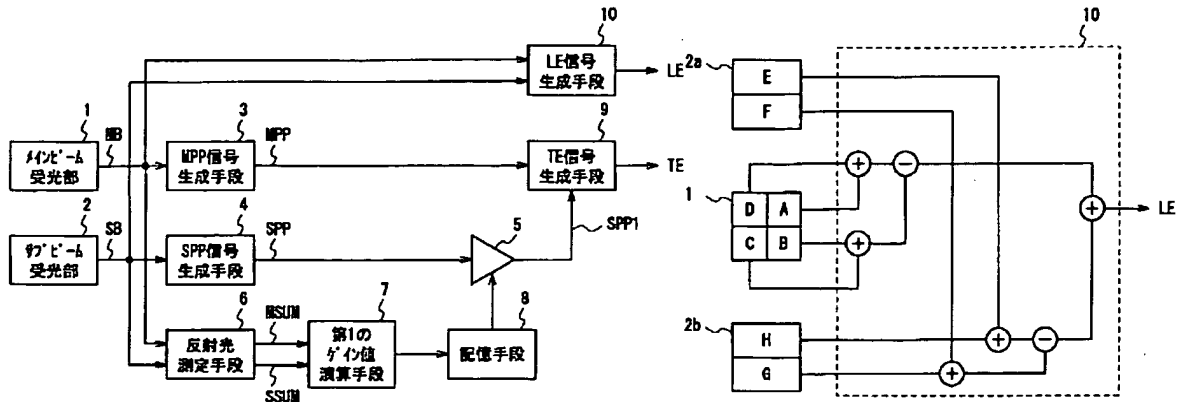 10
LE信号
生成手段
LE
1
MB
ﾒｲﾝﾋﾞｰﾑ
受光部
3
MPP信号
生成手段
MPP
9
TE信号
生成手段
TE
2
SB
ｻﾌﾞﾋﾞｰﾑ
受光部
4
SPP信号
生成手段
SPP
5
SPP1
6
反射光
測定手段
MSUM
SSUM
7
第1の
ｹﾞｲﾝ値
演算手段
8
記憶手段
10
2a
E
F
1
D A
C B
LE
2b
H
G